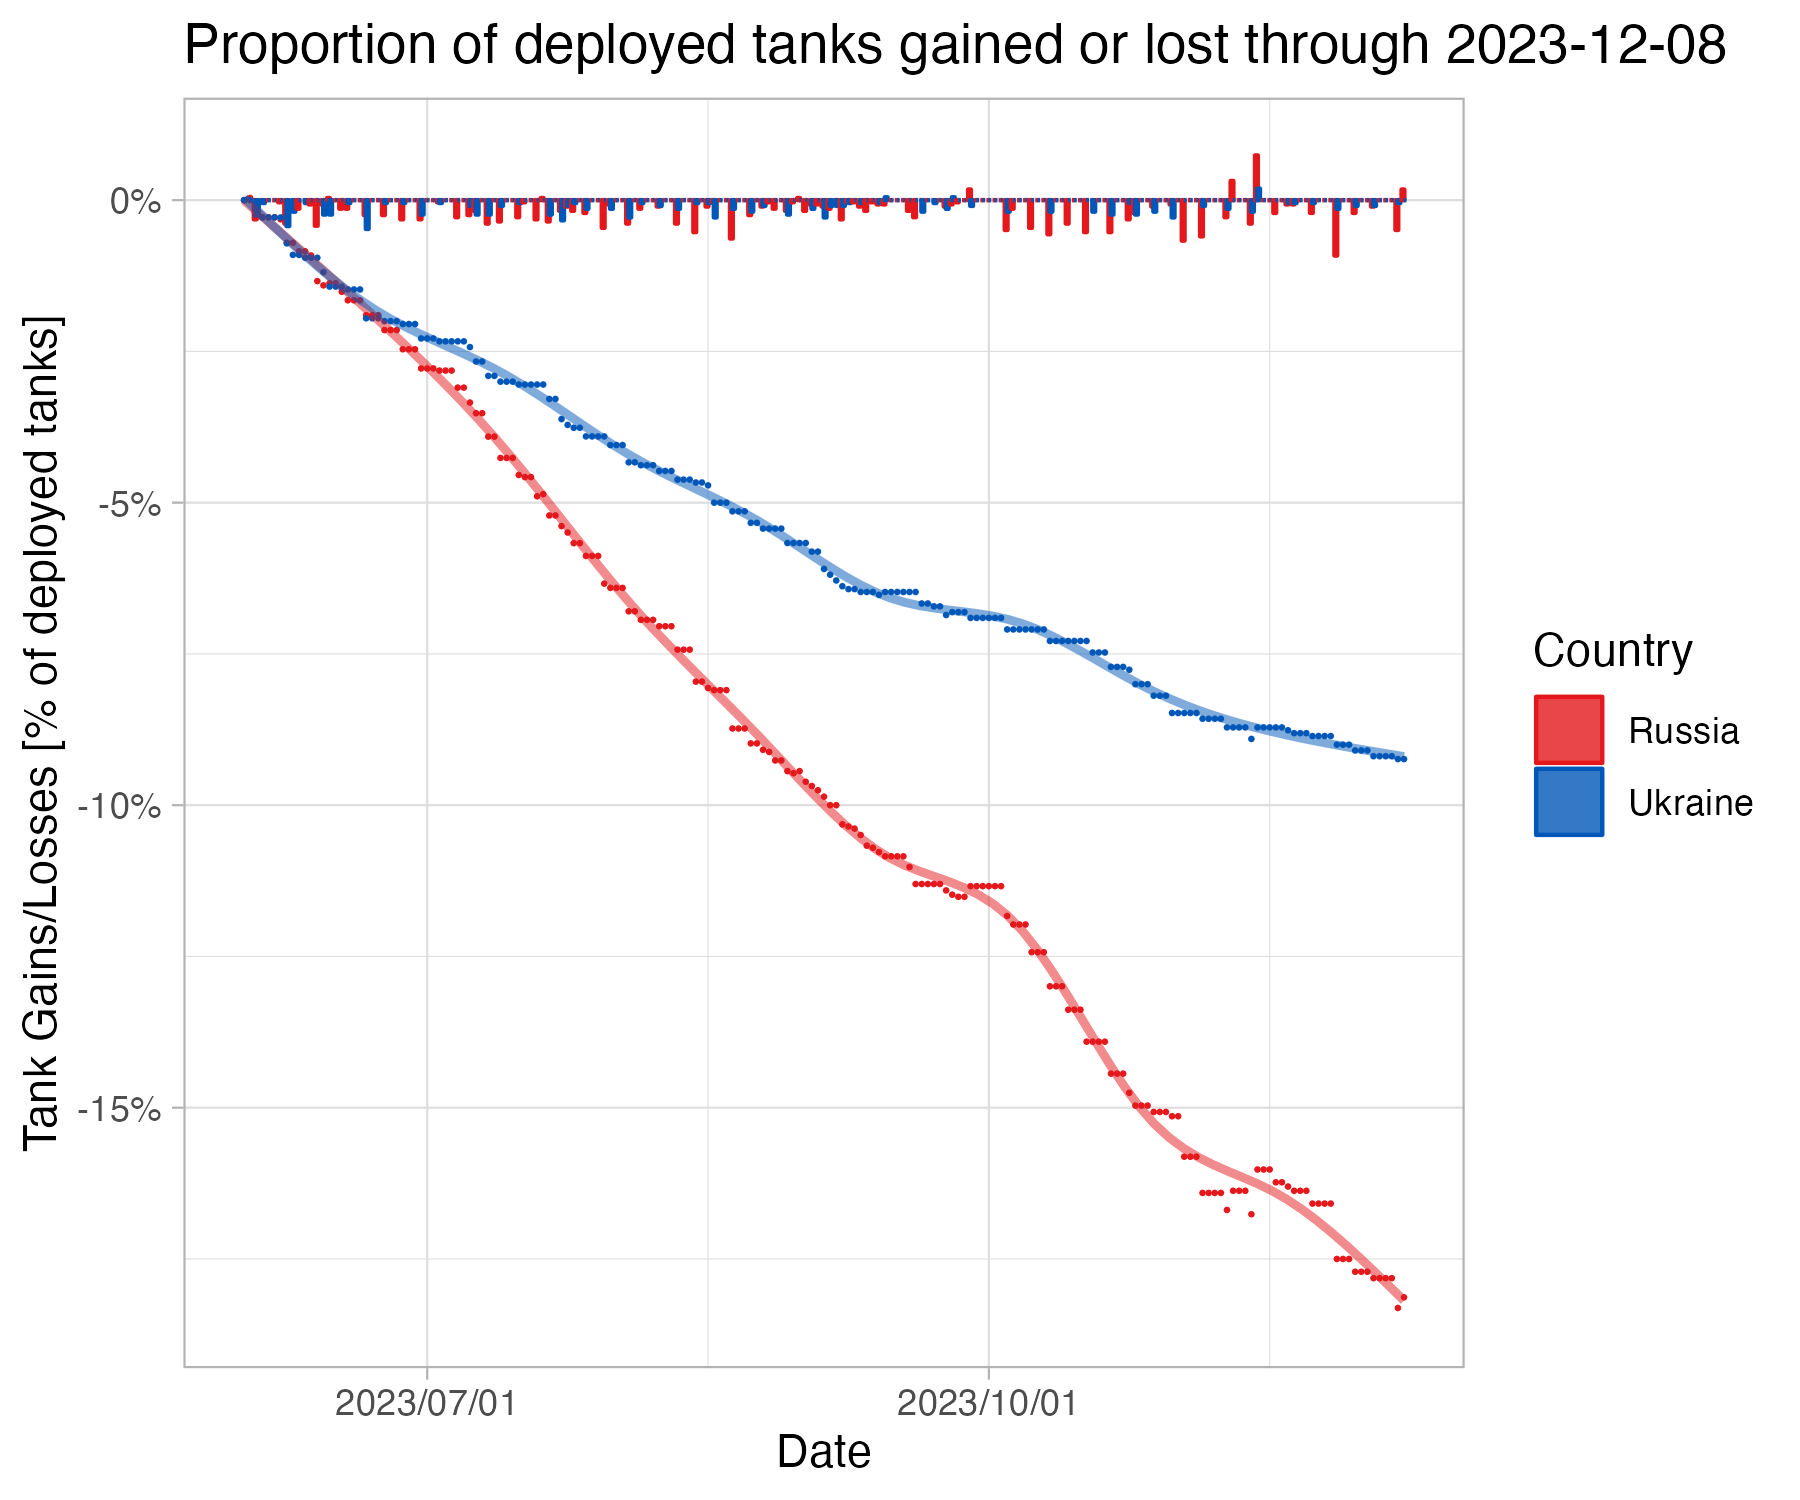 Proportion of deployed tanks gained or lost through 2023-12-08
Tank Gains/Losses [% of deployed tanks]
0%
-5%
-10%
-15%
2023/07/01
2023/10/01
Date
Country
Russia
Ukraine